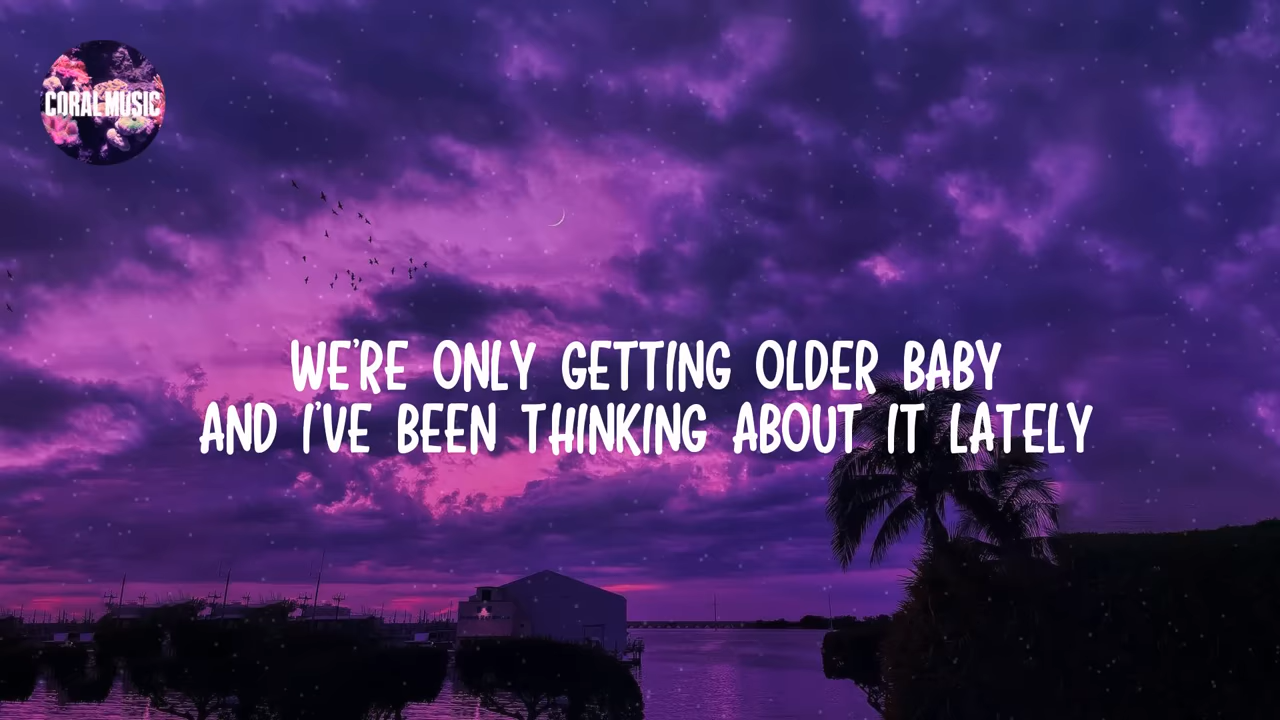 CORAL MUSIC
WE'RE ONLY GETTING OLDER BABY
AND I'VE BEEN THINKING ABOUT IT LATELY